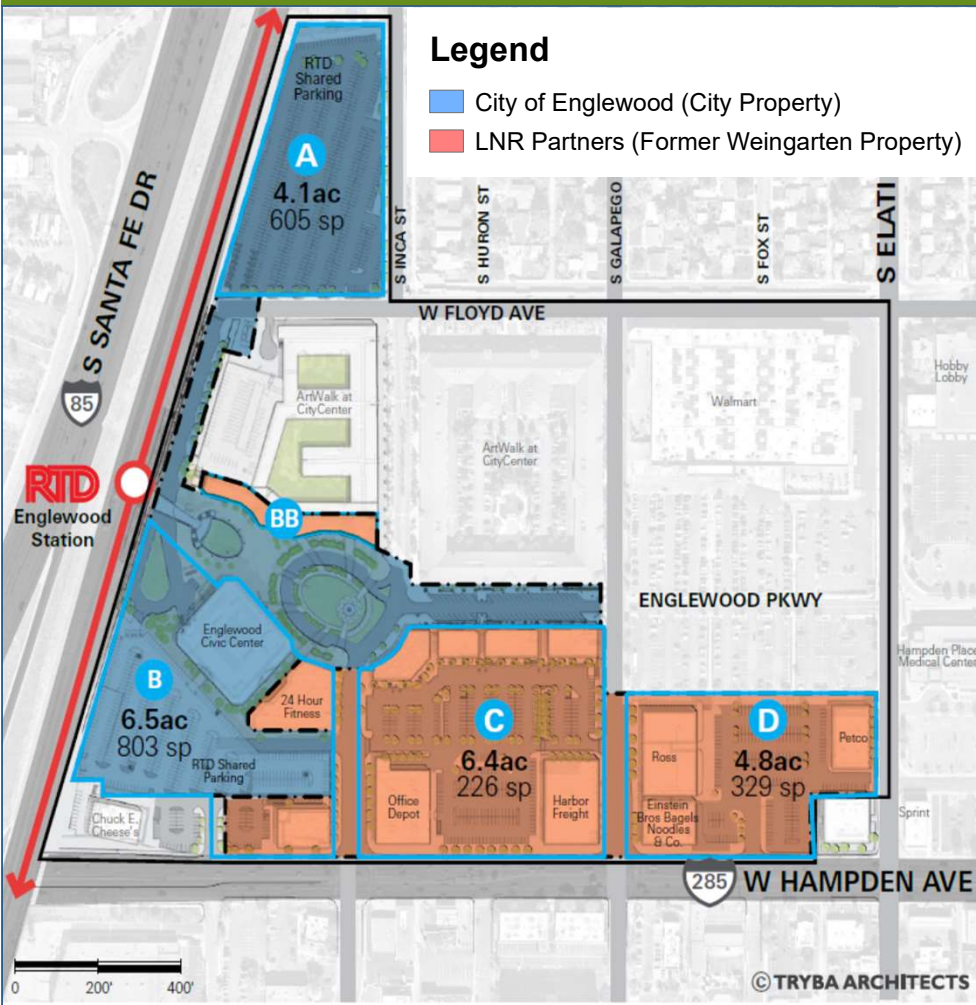 Legend
City of Englewood (City Property)
LNR Partners (Former Weingarten Property)
RTD
Shared
Parking
A
4.1ac
605 sp
S SANTA FE DR
85
S INCA ST
S HURON ST
S GALAPEGO
S FOX ST
S ELATI
W FLOYD AVE
ArtWalk at
CityCenter
ArtWalk at
CityCenter
Walmart
Hobby
Lobby
RTD
Englewood
Station
BB
ENGLEWOOD PKWY
Englewood
Civic Center
Hampden Place
Medical Center
B
6.5ac
803 sp
24 Hour
Fitness
RTD Shared
Parking
C
6.4ac
226 sp
D
4.8ac
329 sp
Ross
Petco
Office
Depot
Harbor
Freight
Einstein
Bros Bagels
Noodles
& Co.
Chuck E.
Cheese's
Sprint
285
W HAMPDEN AVE
0
200'
400'
© TRYBA ARCHITECTS